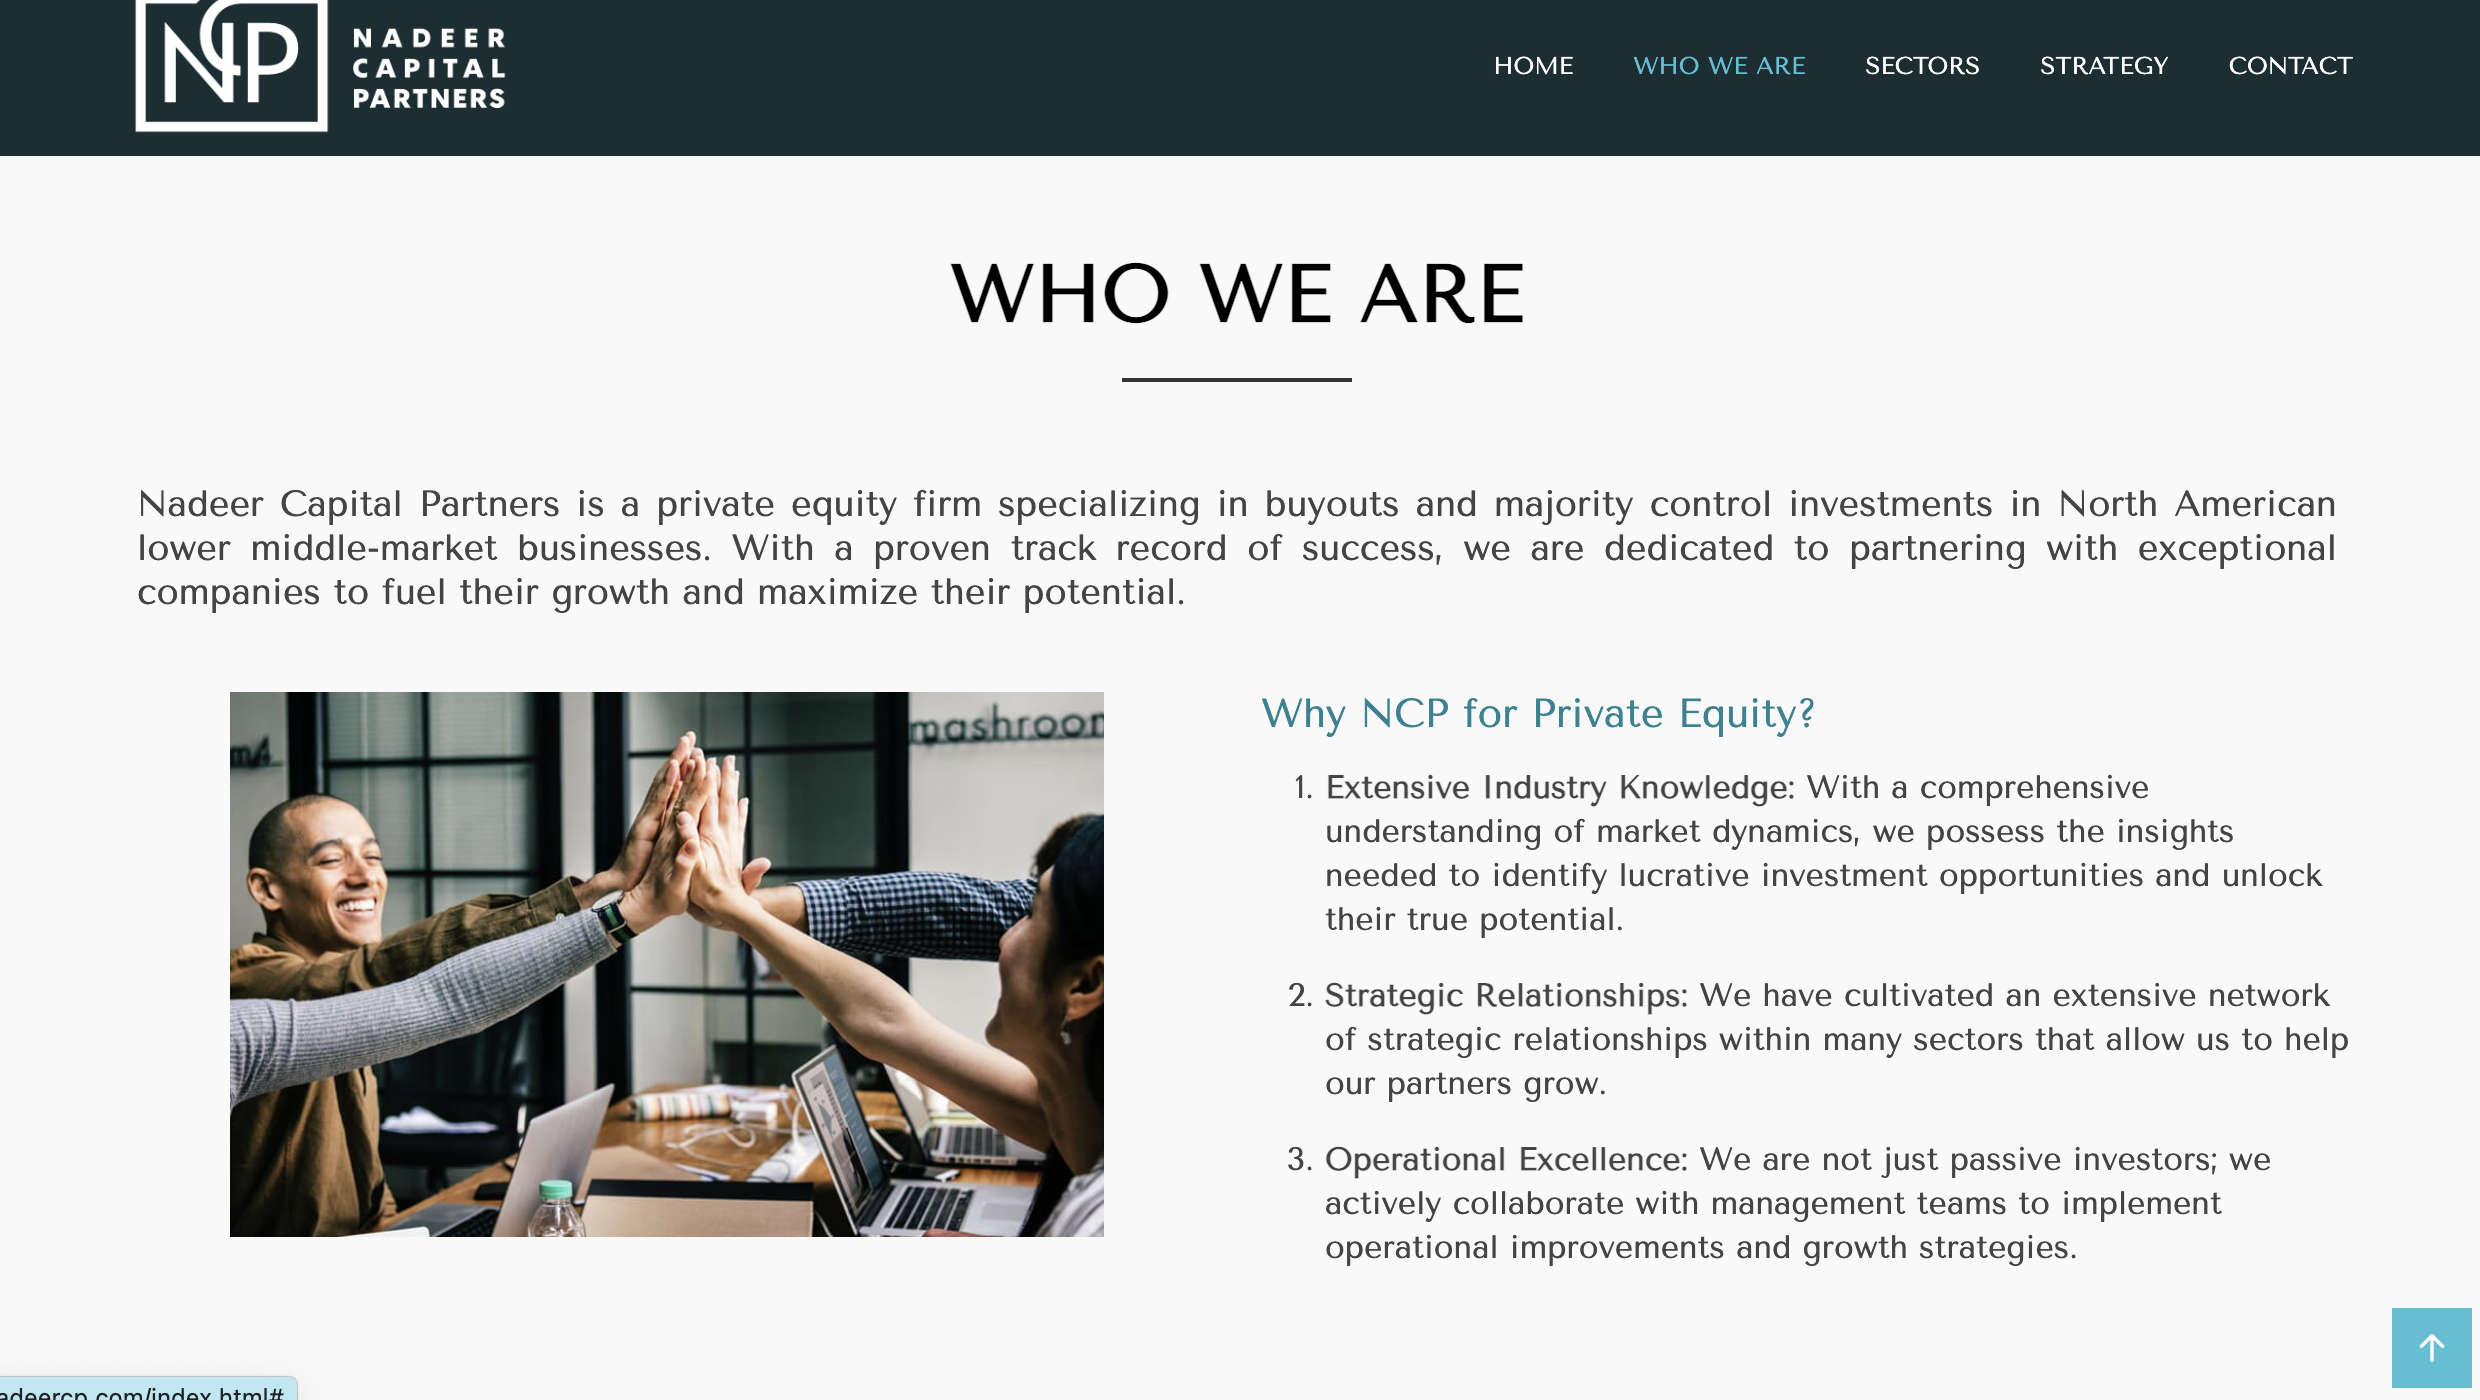 NCP
NADEER
CAPITAL
PARTNERS
HOME WHO WE ARE SECTORS STRATEGY CONTACT
WHO WE ARE
Nadeer Capital Partners is a private equity firm specializing in buyouts and majority control investments in North American
lower middle-market businesses. With a proven track record of success, we are dedicated to partnering with exceptional
companies to fuel their growth and maximize their potential.
mashroom
Why NCP for Private Equity?
1. Extensive Industry Knowledge: With a comprehensive
understanding of market dynamics, we possess the insights
needed to identify lucrative investment opportunities and unlock
their true potential.
2. Strategic Relationships: We have cultivated an extensive network
of strategic relationships within many sectors that allow us to help
our partners grow.
3. Operational Excellence: We are not just passive investors; we
actively collaborate with management teams to implement
operational improvements and growth strategies.
adeercp.com/index.html#